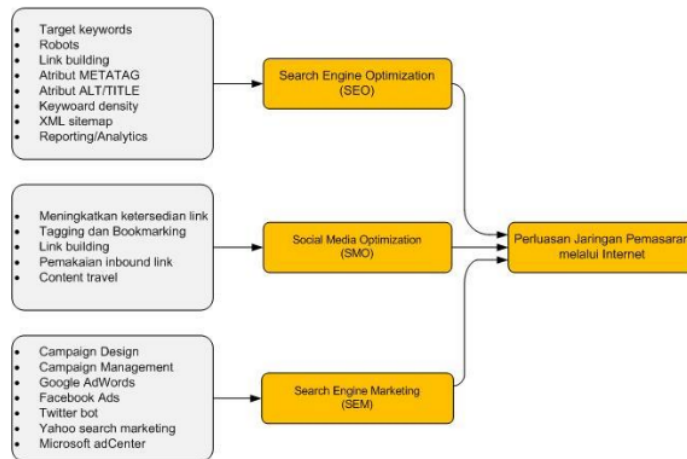 Target keywords
Robots
Link building
Atribut METATAG
Atribut ALT/TITLE
Keywoard density
XML sitemap
Reporting/Analytics
Search Engine Optimization
(SEO)
Meningkatkan ketersedian link
Tagging dan Bookmarking
Link building
Pemakaian inbound link
Content travel
Social Media Optimization
(SMO)
Perluasan Jaringan Pemasaran
melalui Internet
Campaign Design
Campaign Management
Google AdWords
Facebook Ads
Twitter bot
Yahoo search marketing
Microsoft adCenter
Search Engine Marketing
(SEM)